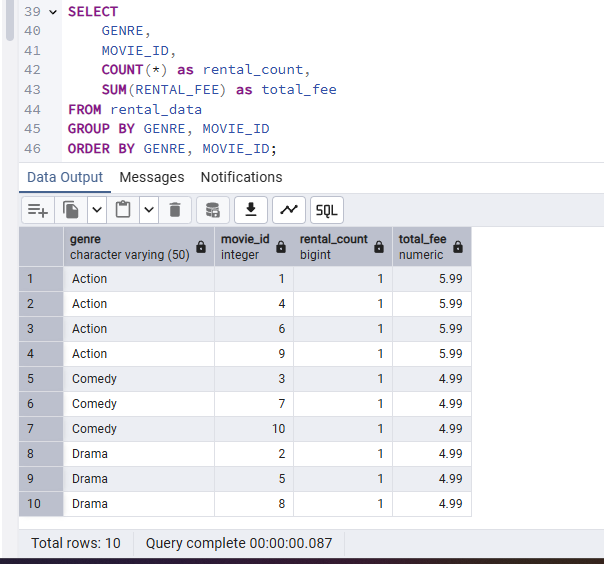 39 SELECT
40 GENRE,
41 MOVIE_ID,
42 COUNT(*) as rental_count,
43 SUM(RENTAL_FEE) as total_fee
44 FROM rental_data
45 GROUP BY GENRE, MOVIE_ID
46 ORDER BY GENRE, MOVIE_ID;
Data Output Messages Notifications
SQL
genre movie_id rental_count total_fee
character varying (50) integer bigint numeric
1 Action 1 1 5.99
2 Action 4 1 5.99
3 Action 6 1 5.99
4 Action 9 1 5.99
5 Comedy 3 1 4.99
6 Comedy 7 1 4.99
7 Comedy 10 1 4.99
8 Drama 2 1 4.99
9 Drama 5 1 4.99
10 Drama 8 1 4.99
Total rows: 10 Query complete 00:00:00.087